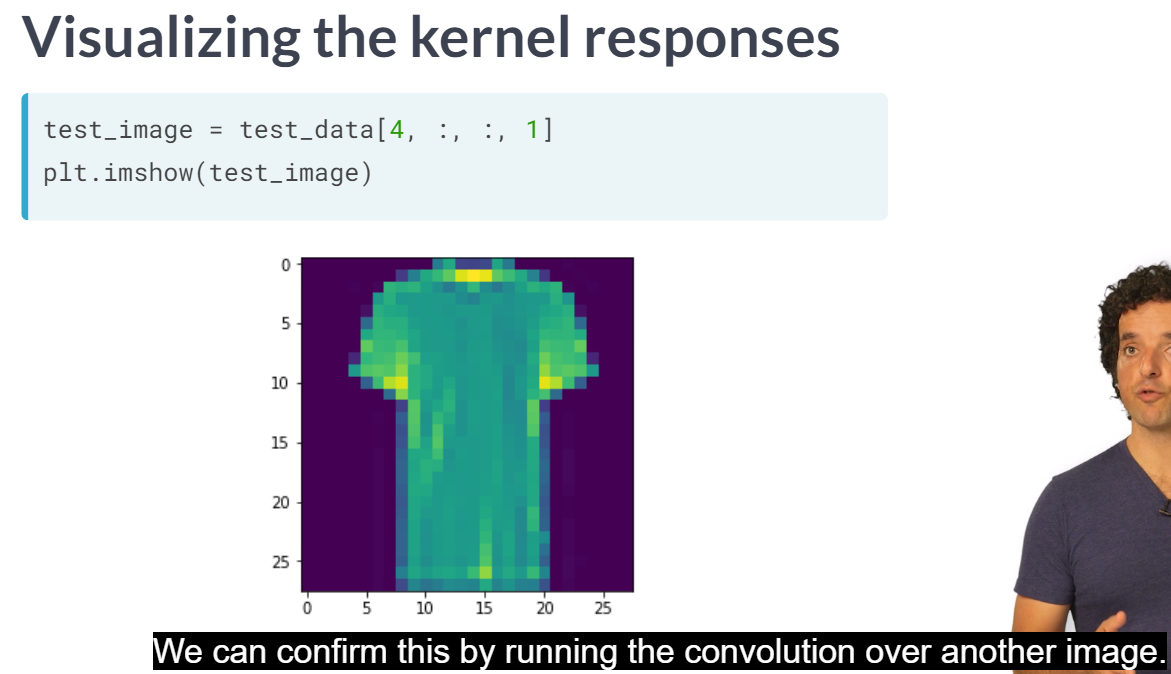 Visualizing the kernel responses
test_image = test_data[4, :, :, 1]
plt.imshow(test_image)
0
5
10
15
20
25
0 5 10 15 20 25
We can confirm this by running the convolution over another image.